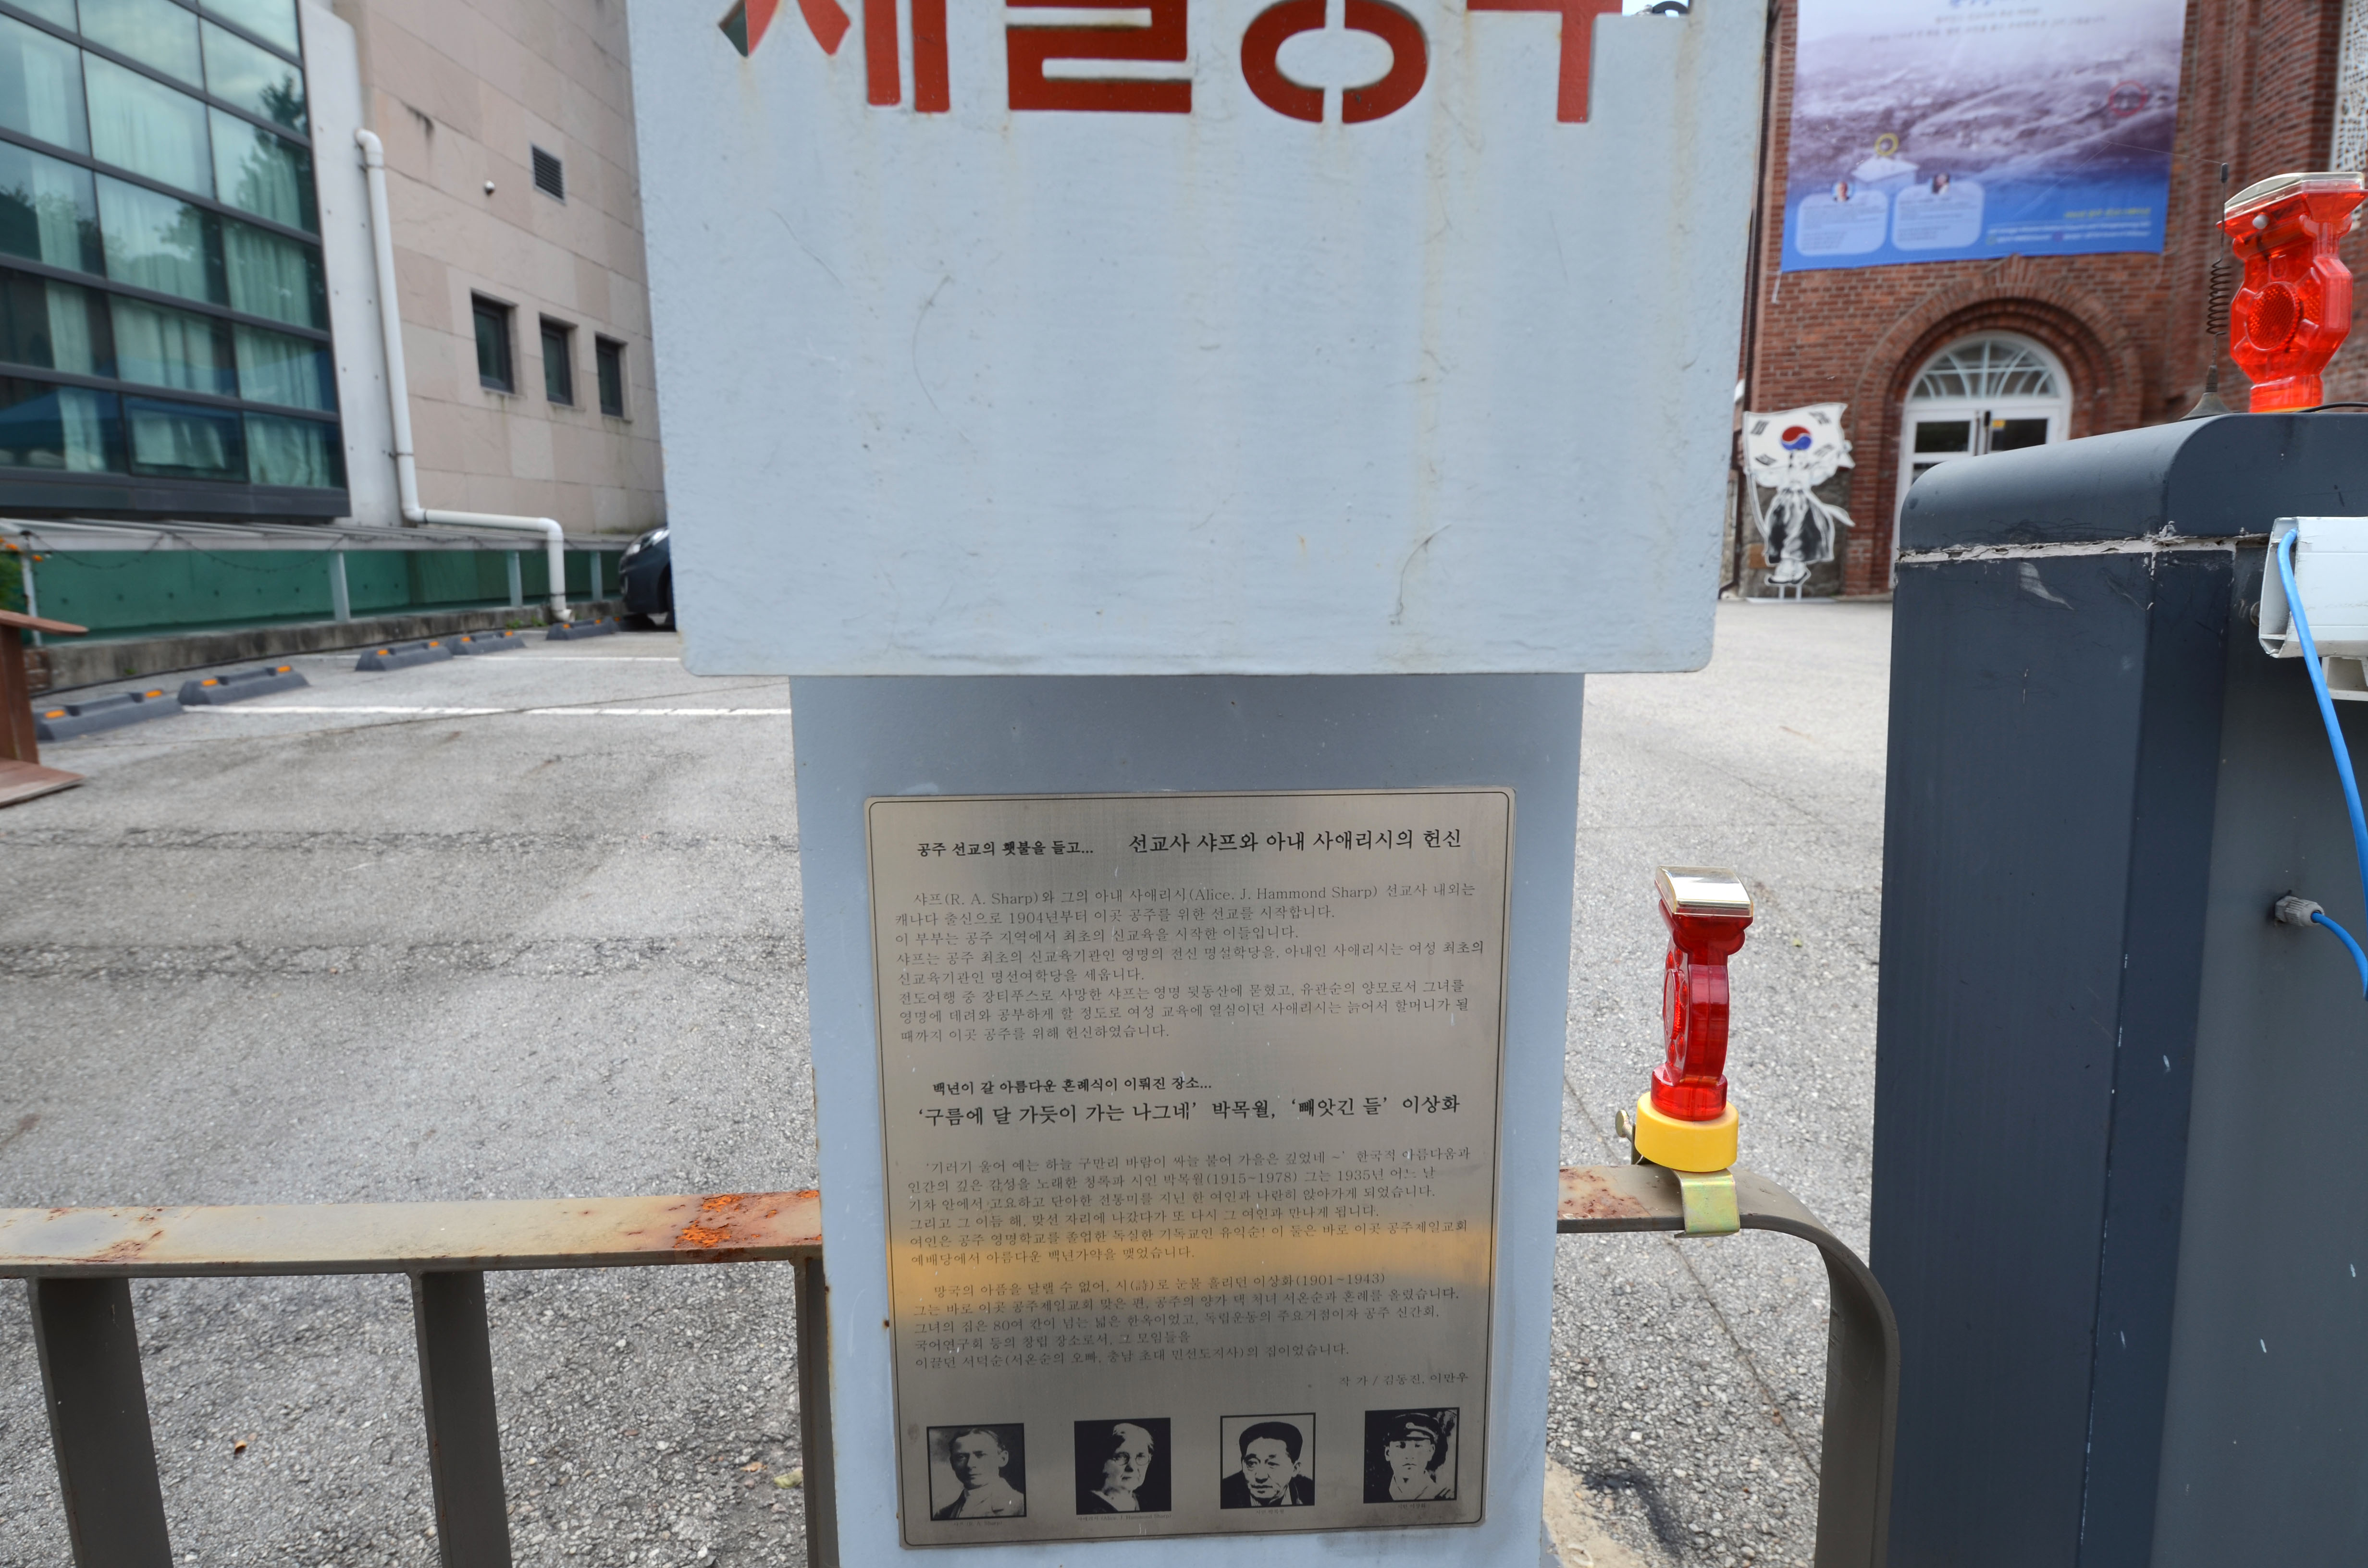 제일공주
공주 선교의 횃불을 들고... 선교사 샤프와 아내 사애리시의 헌신
샤프(R. A. Sharp)와 그의 아내 사애리시(Alice. J. Hammond Sharp) 선교사 내외는
캐나다 출신으로 1904년부터 이곳 공주를 위한 선교를 시작합니다.
이 부부는 공주 지역에서 최초의 신교육을 시작한 이들입니다.
샤프는 공주 최초의 신교육기관인 영명의 전신 명설학당을, 아내인 사애리시는 여성 최초의
신교육기관인 명선여학당을 세웁니다.
전도여행 중 장티푸스로 사망한 샤프는 영명 뒷동산에 묻혔고, 유관순의 양모로서 그녀를
영명에 데려와 공부하게 할 정도로 여성 교육에 열심이던 사애리시는 늙어서 할머니가 될
때까지 이곳 공주를 위해 헌신하였습니다.
백년이 갈 아름다운 혼례식이 이뤄진 장소...
‘구름에 달 가듯이 가는 나그네’ 박목월, ‘빼앗긴 들’ 이상화
‘기러기 울어 예는 하늘 구만리 바람이 싸늘 불어 가을은 깊었네 ~’ 한국적 아름다움과
인간의 깊은 감성을 노래한 청록파 시인 박목월(1915~1978) 그는 1935년 어느 날
기차 안에서 고요하고 단아한 전통미를 지닌 한 여인과 나란히 앉아가게 되었습니다.
그리고 그 이듬 해, 맞선 자리에 나갔다가 또 다시 그 여인과 만나게 됩니다.
여인은 공주 영명학교를 졸업한 독실한 기독교인 유익순! 이 둘은 바로 이곳 공주제일교회
예배당에서 아름다운 백년가약을 맺었습니다.
망국의 아픔을 달랠 수 없어, 시(詩)로 눈물 흘리던 이상화(1901~1943)
그는 바로 이곳 공주제일교회 맞은 편, 공주의 양가 댁 처녀 서온순과 혼례를 올렸습니다.
그녀의 집은 80여 칸이 넘는 넓은 한옥이었고, 독립운동의 주요거점이자 공주 신간회,
국어연구회 등의 창립 장소로서, 그 모임들을
이끌던 서덕순(서온순의 오빠, 충남 초대 민선도지사)의 집이었습니다.
작 가 / 김동진, 이만우